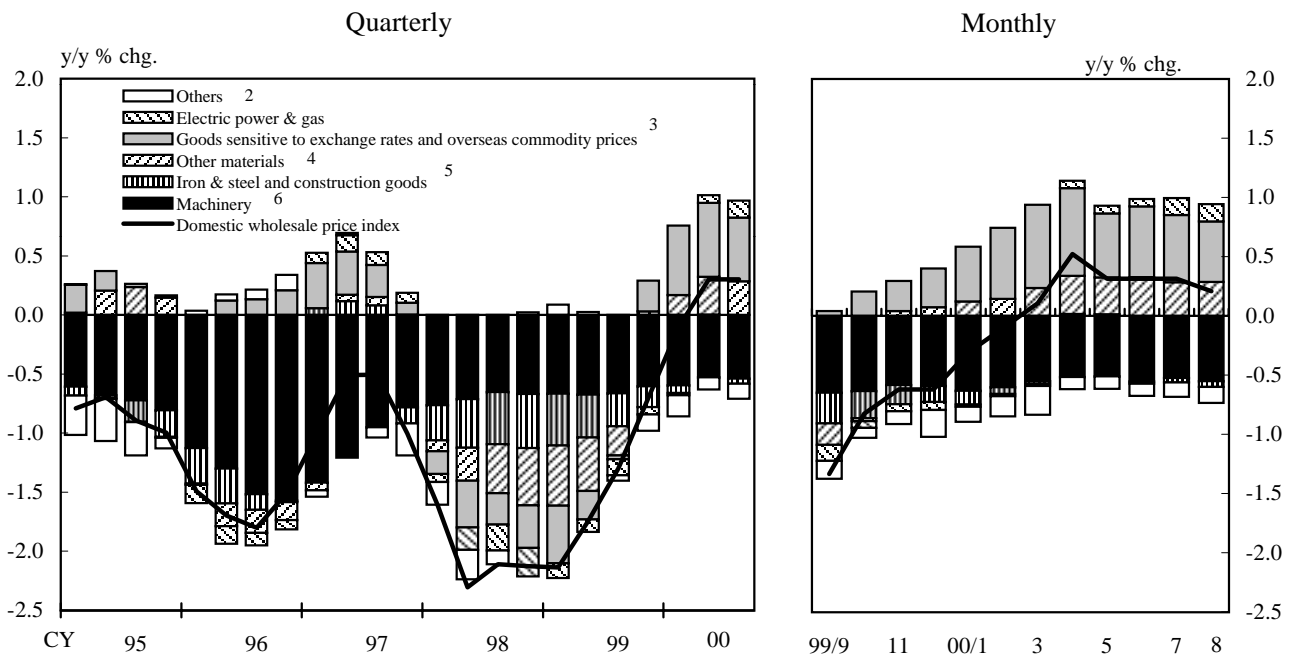 Quarterly
y/y % chg.
2.0
1.5
1.0
0.5
0.0
-0.5
-1.0
-1.5
-2.0
-2.5
Others 2
Electric power & gas
Goods sensitive to exchange rates and overseas commodity prices 3
Other materials 4
Iron & steel and construction goods 5
Machinery 6
Domestic wholesale price index
CY 95 96 97 98 99 00
Monthly
y/y % chg.
2.0
1.5
1.0
0.5
0.0
-0.5
-1.0
-1.5
-2.0
-2.5
99/9 11 00/1 3 5 7 8